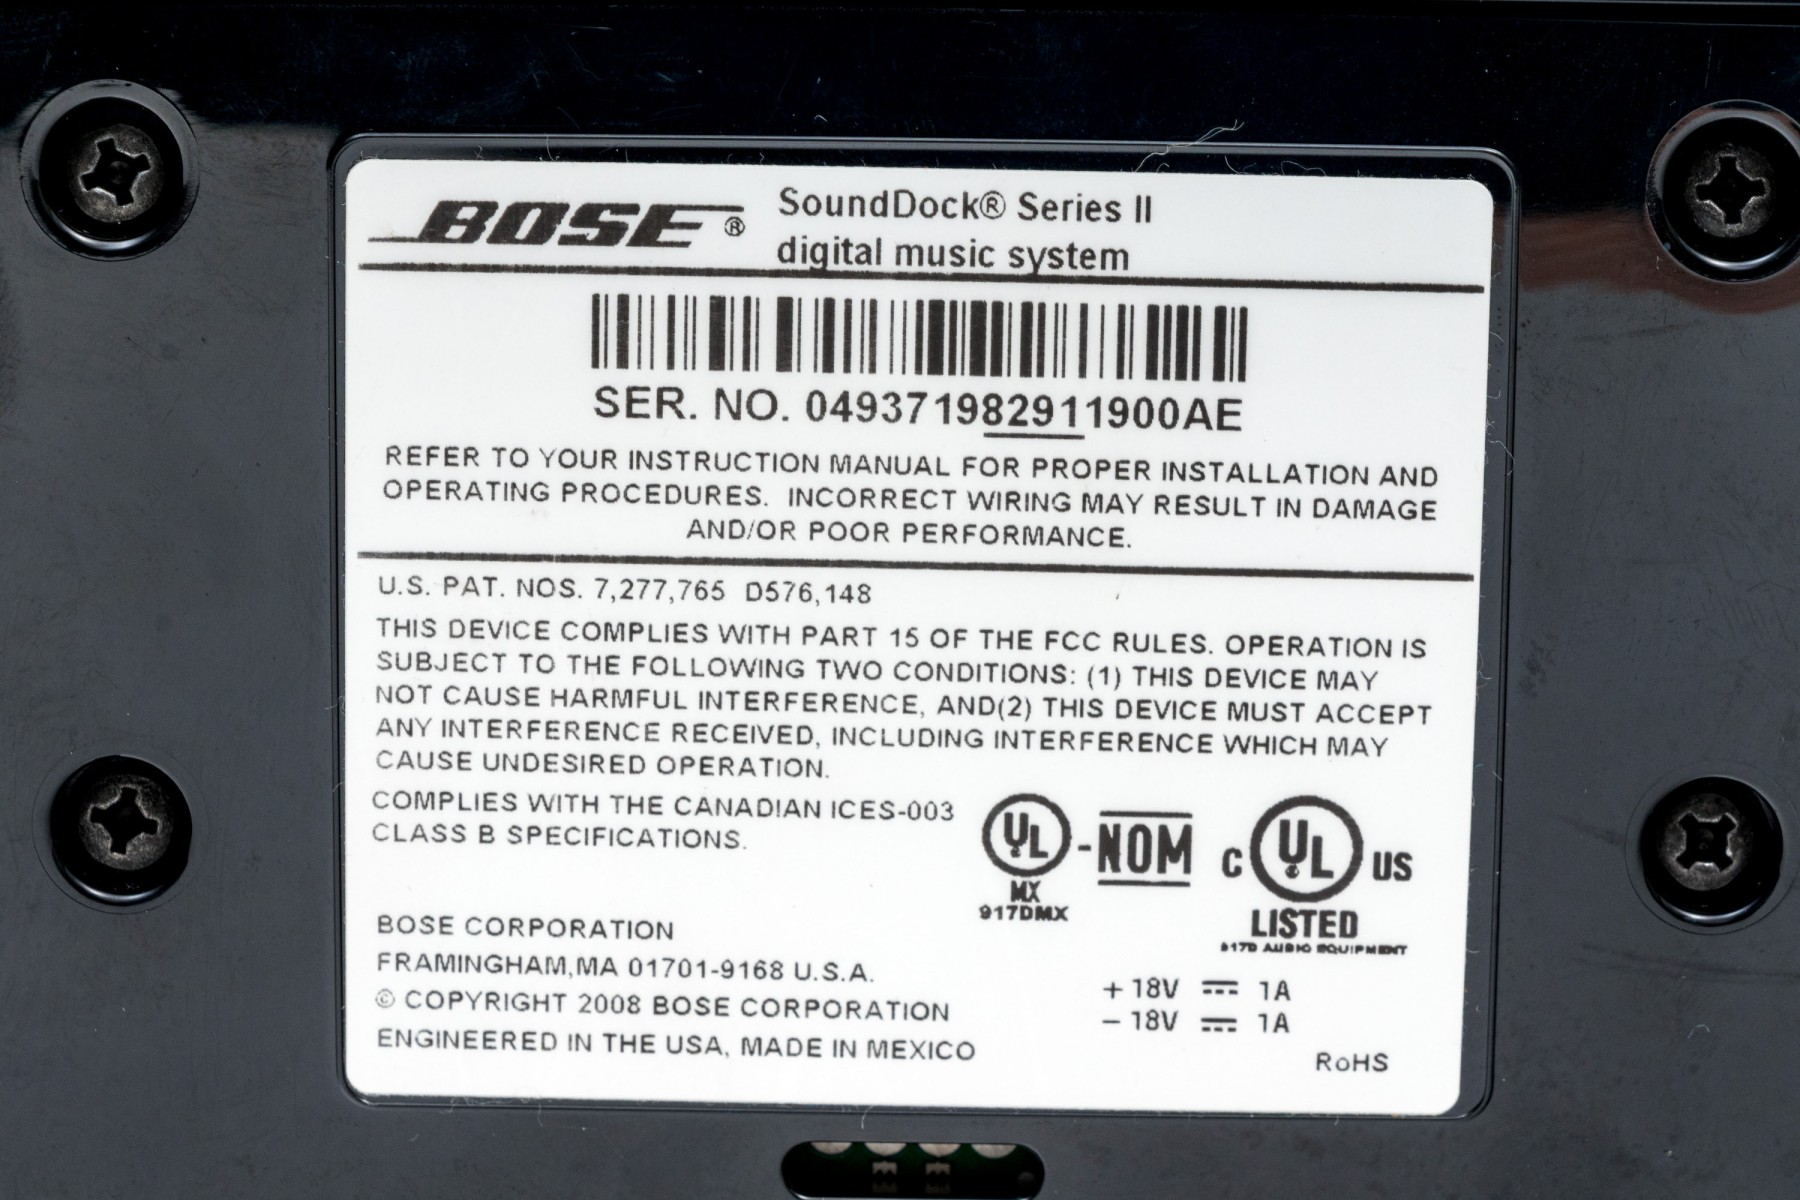 BOSE®
SoundDock® Series II
digital music system
SER. NO. 049371982911900AE
REFER TO YOUR INSTRUCTION MANUAL FOR PROPER INSTALLATION AND
OPERATING PROCEDURES. INCORRECT WIRING MAY RESULT IN DAMAGE
AND/OR POOR PERFORMANCE.
U.S. PAT. NOS. 7,277,765 D576,148
THIS DEVICE COMPLIES WITH PART 15 OF THE FCC RULES. OPERATION IS
SUBJECT TO THE FOLLOWING TWO CONDITIONS: (1) THIS DEVICE MAY
NOT CAUSE HARMFUL INTERFERENCE, AND(2) THIS DEVICE MUST ACCEPT
ANY INTERFERENCE RECEIVED, INCLUDING INTERFERENCE WHICH MAY
CAUSE UNDESIRED OPERATION.
COMPLIES WITH THE CANADIAN ICES-003
CLASS B SPECIFICATIONS.
UL-NOM
MX
917DMX
C UL US
LISTED
917D AUDIO EQUIPMENT
BOSE CORPORATION
FRAMINGHAM,MA 01701-9168 U.S.A.
© COPYRIGHT 2008 BOSE CORPORATION
ENGINEERED IN THE USA, MADE IN MEXICO
+ 18V ⎓ 1A
− 18V ⎓ 1A
RoHS